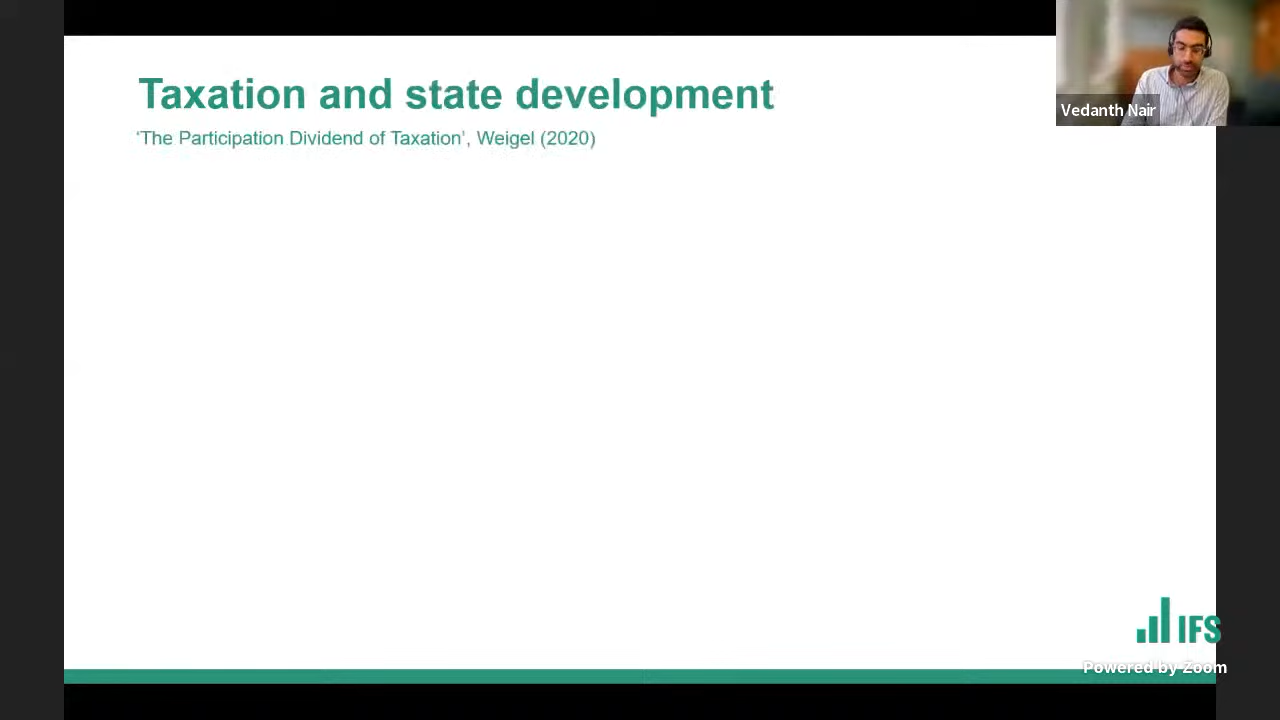 Taxation and state development
‘The Participation Dividend of Taxation’, Weigel (2020)
Vedanth Nair
IFS
Powered by Zoom